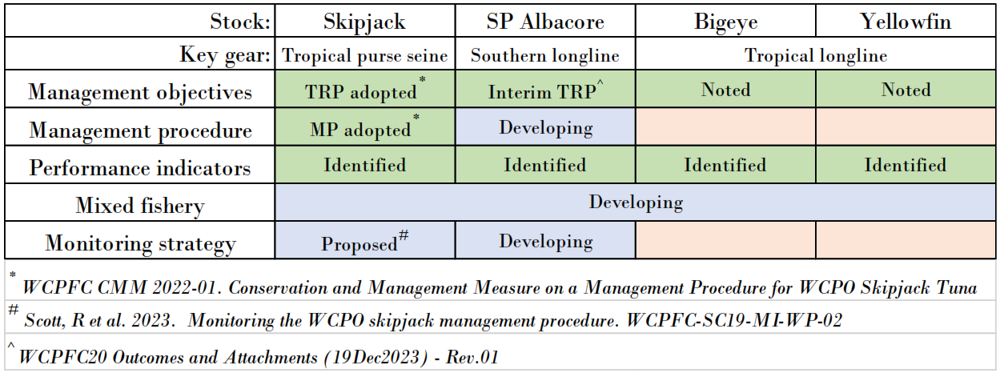 Stock: Skipjack SP Albacore Bigeye Yellowfin
Key gear: Tropical purse seine Southern longline Tropical longline
Management objectives TRP adopted* Interim TRP^ Noted Noted
Management procedure MP adopted* Developing
Performance indicators Identified Identified Identified Identified
Mixed fishery Developing
Monitoring strategy Proposed# Developing
* WCPFC CMM 2022-01. Conservation and Management Measure on a Management Procedure for WCPO Skipjack Tuna
# Scott, R et al. 2023. Monitoring the WCPO skipjack management procedure. WCPFC-SC19-MI-WP-02
^ WCPFC20 Outcomes and Attachments (19Dec2023) - Rev.01